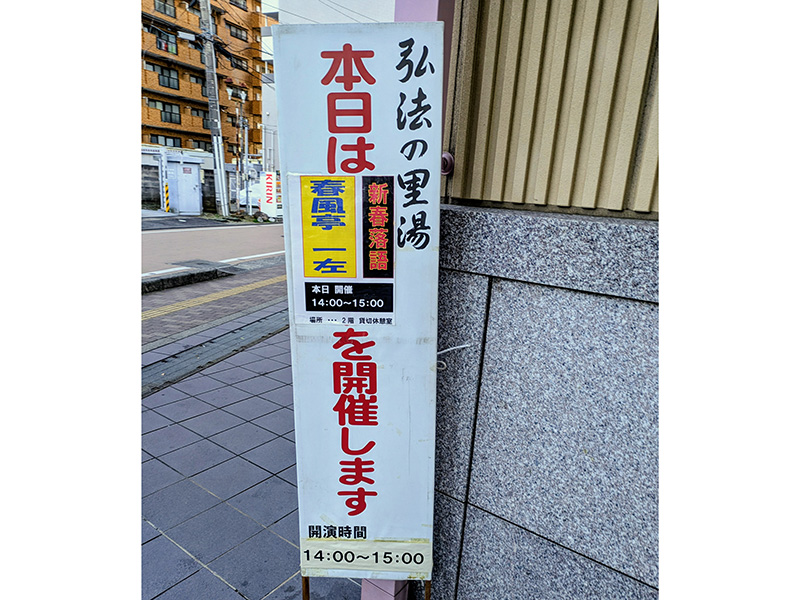 弘法の里湯
本日は
新春落語
春風亭 一左
本日 開催
14:00～15:00
場所 ･･･ 2階 貸切休憩室
を開催します
開演時間
14:00～15:00
KIRIN